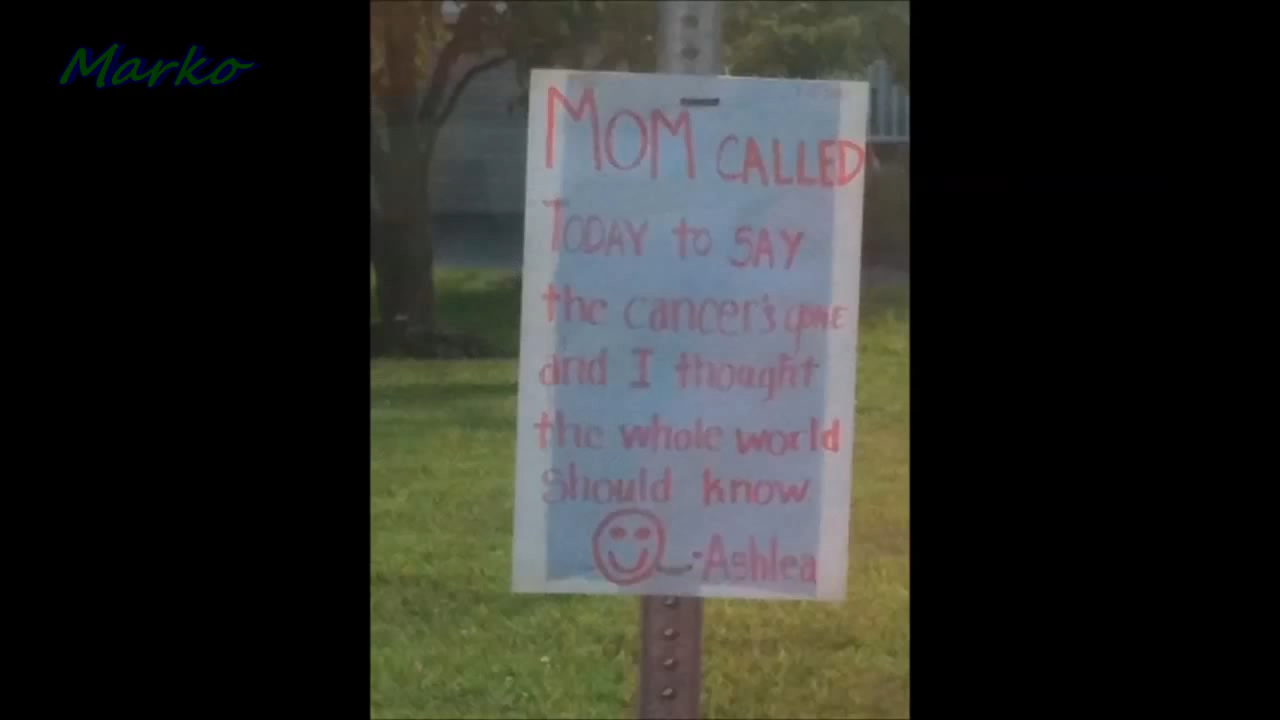 Marko
MOM CALLED
TODAY to SAY
the cancer's gone
and I thought
the whole world
should know
-Ashlea